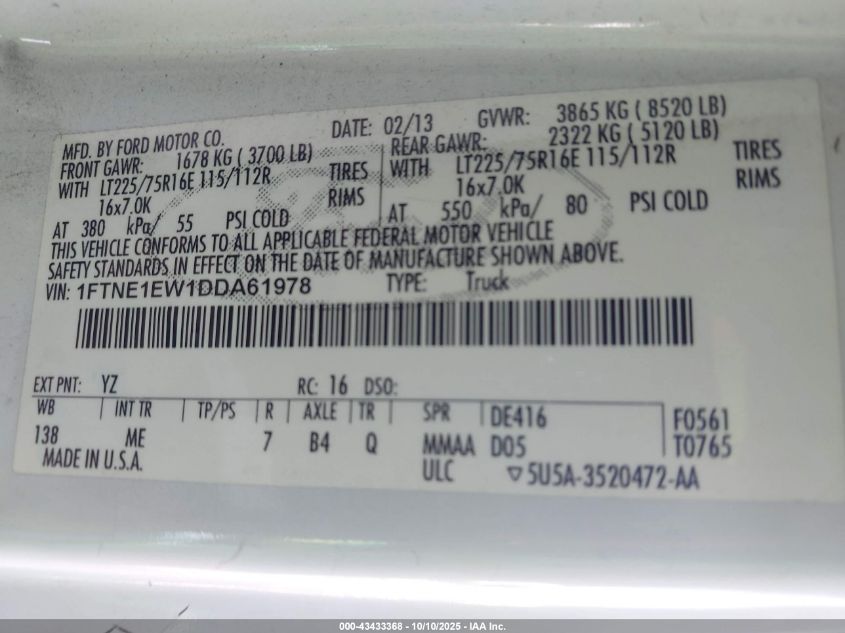 MFD. BY FORD MOTOR CO. DATE: 02/13 GVWR: 3865 KG ( 8520 LB)
FRONT GAWR: 1678 KG ( 3700 LB) REAR GAWR: 2322 KG ( 5120 LB)
WITH LT225/75R16E 115/112R TIRES WITH LT225/75R16E 115/112R TIRES
16x7.0K RIMS 16x7.0K RIMS
AT 380 kPa/ 55 PSI COLD AT 550 kPa/ 80 PSI COLD
THIS VEHICLE CONFORMS TO ALL APPLICABLE FEDERAL MOTOR VEHICLE
SAFETY STANDARDS IN EFFECT ON THE DATE OF MANUFACTURE SHOWN ABOVE.
VIN: 1FTNE1EW1DDA61978 TYPE: Truck
EXT PNT: YZ RC: 16 DSO:
WB INT TR TP/PS R AXLE TR SPR DE416 F0561
138 ME 7 B4 Q MMAA D05 T0765
MADE IN U.S.A. ULC 5U5A-3520472-AA
000-43433368 - 10/10/2025 - IAA Inc.